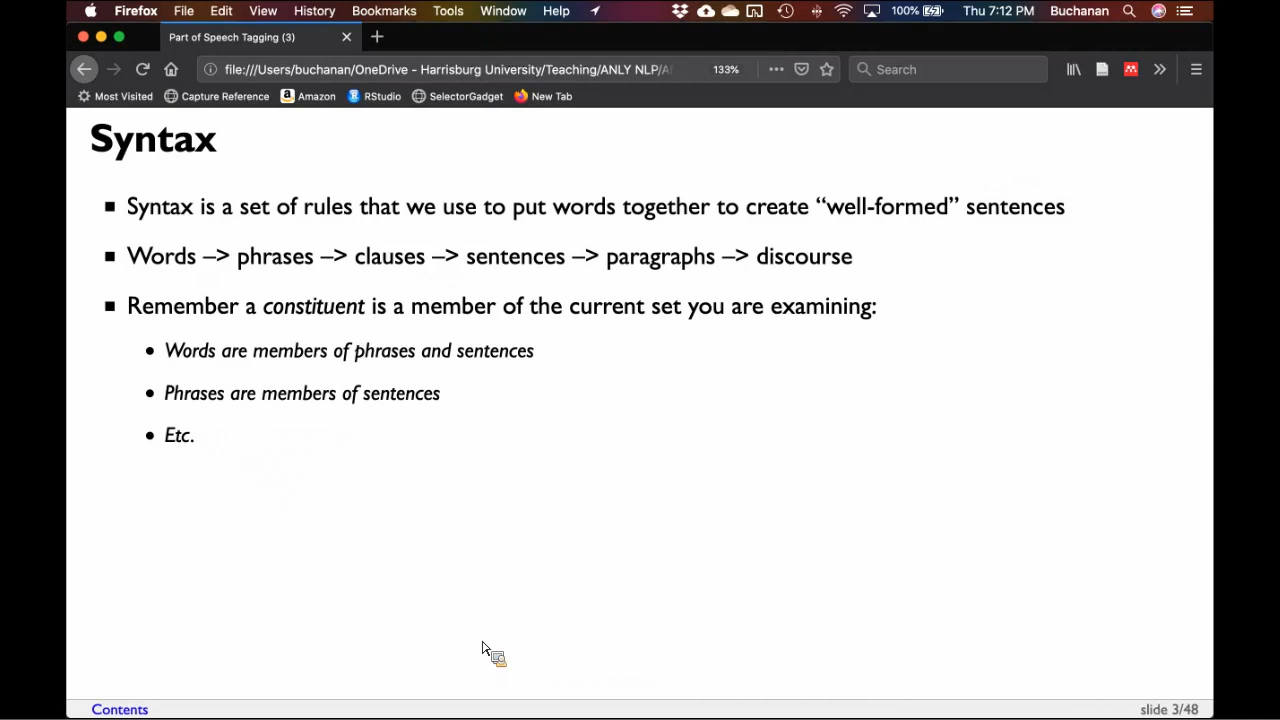 Firefox File Edit View History Bookmarks Tools Window Help 100% Thu 7:12 PM Buchanan
Part of Speech Tagging (3)
file:///Users/buchanan/OneDrive - Harrisburg University/Teaching/ANLY NLP/A 133% Search
Most Visited Capture Reference Amazon RStudio SelectorGadget New Tab
Syntax
Syntax is a set of rules that we use to put words together to create “well-formed” sentences
Words –> phrases –> clauses –> sentences –> paragraphs –> discourse
Remember a constituent is a member of the current set you are examining:
Words are members of phrases and sentences
Phrases are members of sentences
Etc.
Contents slide 3/48